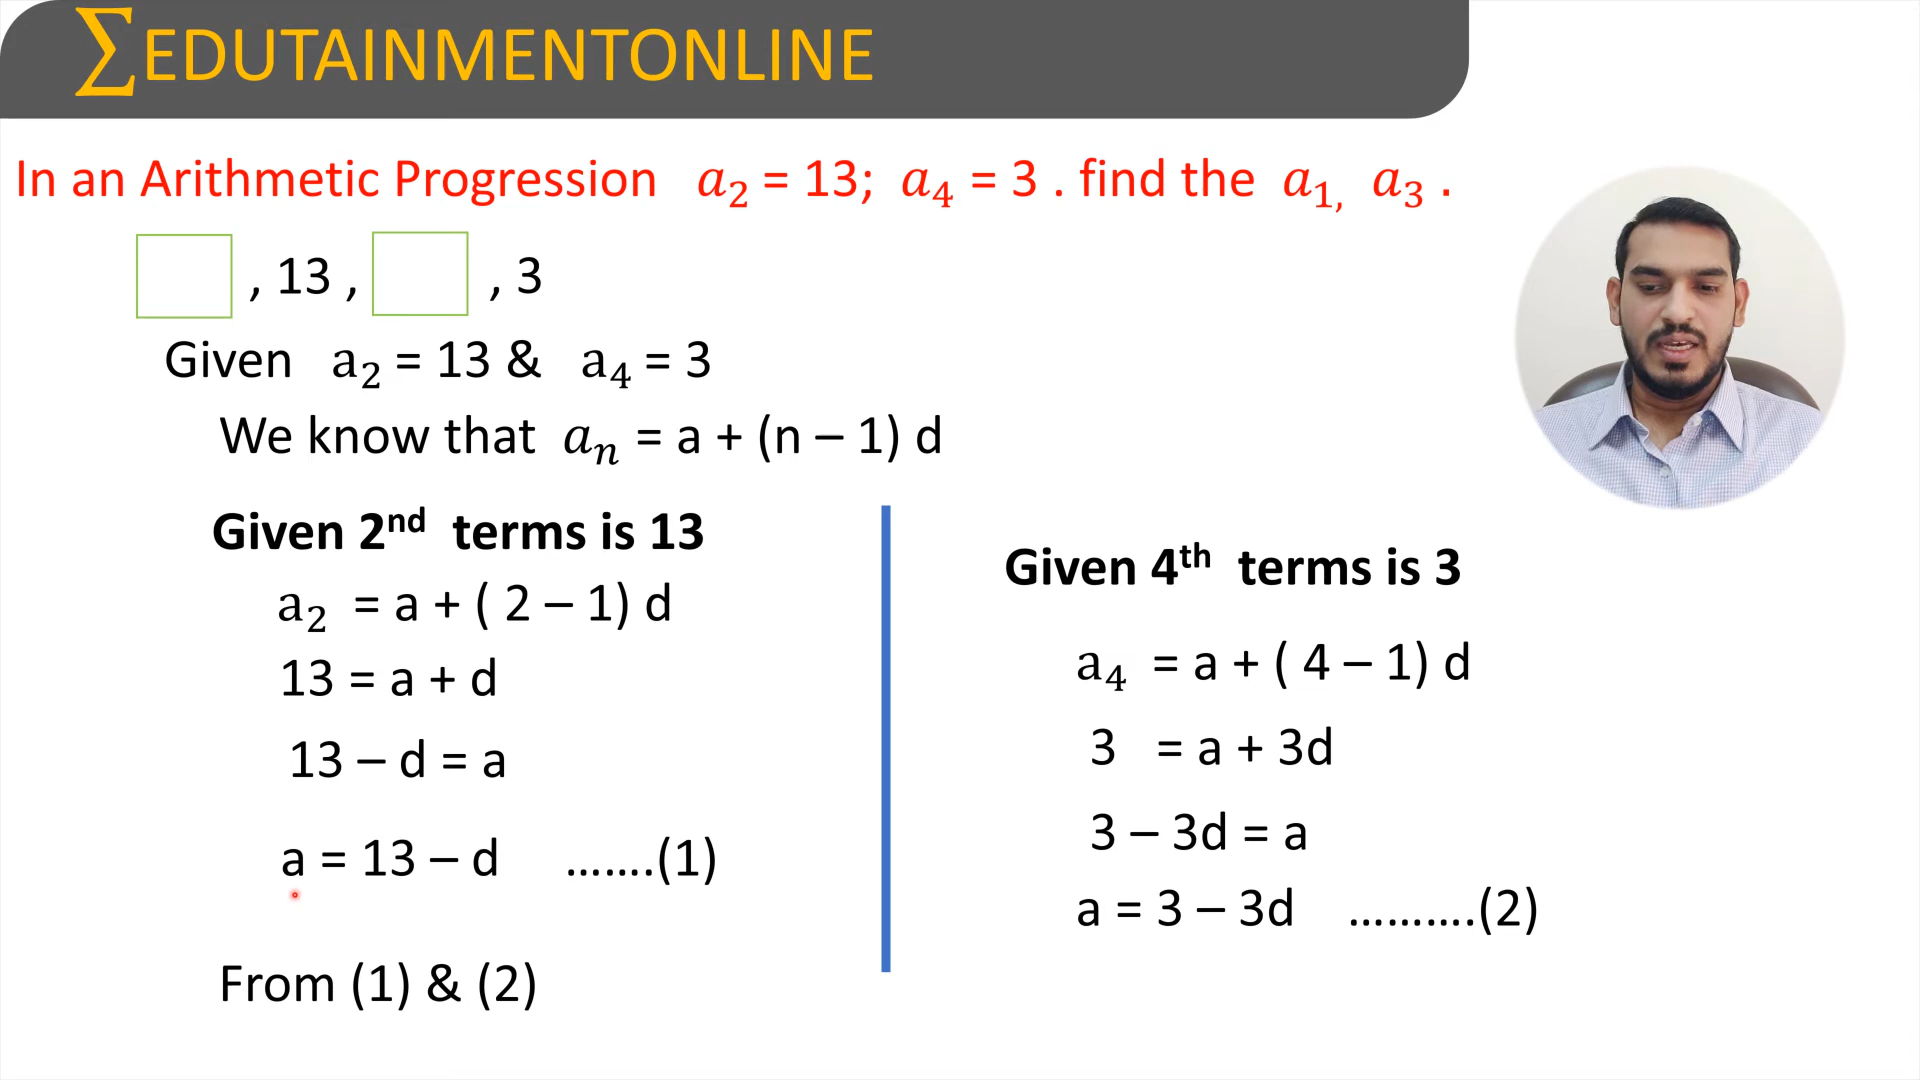 ∑EDUTAINMENTONLINE
In an Arithmetic Progression a₂ = 13; a₄ = 3 . find the a₁, a₃ .
, 13 , , 3
Given a₂ = 13 & a₄ = 3
We know that aₙ = a + (n – 1) d
Given 2ⁿᵈ terms is 13
a₂ = a + ( 2 – 1) d
13 = a + d
13 – d = a
a = 13 – d …….(1)
From (1) & (2)
Given 4ᵗʰ terms is 3
a₄ = a + ( 4 – 1) d
3 = a + 3d
3 – 3d = a
a = 3 – 3d ……….(2)